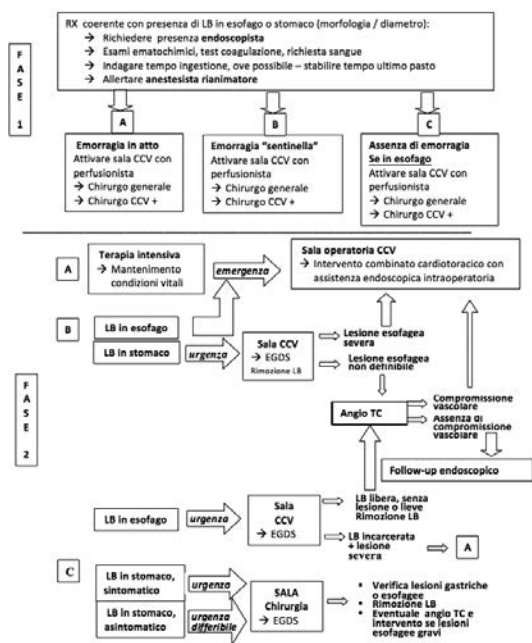 RX coerente con presenza di LB in esofago o stomaco (morfologia / diametro):
→ Richiedere presenza endoscopista
→ Esami ematochimici, test coagulazione, richiesta sangue
→ Indagare tempo ingestione, ove possibile – stabilire tempo ultimo pasto
→ Allertare anestesista rianimatore
F
A
S
E
1
A
B
C
Emorragia in atto
Attivare sala CCV con
perfusionista
→ Chirurgo generale
→ Chirurgo CCV +
Emorragia "sentinella"
Attivare sala CCV con
perfusionista
→ Chirurgo generale
→ Chirurgo CCV +
Assenza di emorragia
Se in esofago
Attivare sala CCV con
perfusionista
→ Chirurgo generale
→ Chirurgo CCV +
F
A
S
E
2
A
Terapia intensiva
→ Mantenimento
condizioni vitali
emergenza
Sala operatoria CCV
→ Intervento combinato cardiotoracico con
assistenza endoscopica intraoperatoria
B
LB in esofago
LB in stomaco
urgenza
Sala CCV
→ EGDS
Rimozione LB
Lesione esofagea
severa
Lesione esofagea
non definibile
Angio TC
Compromissione
vascolare
Assenza di
compromissione
vascolare
Follow-up endoscopico
LB in esofago
urgenza
Sala
CCV
→ EGDS
LB libera, senza
lesione o lieve
Rimozione LB
LB incarcerata
+ lesione
severa
A
C
LB in stomaco,
sintomatico
urgenza
LB in stomaco,
asintomatico
urgenza
differibile
SALA
Chirurgia
→ EGDS
• Verifica lesioni gastriche
o esofagee
• Rimozione LB
• Eventuale angio TC e
intervento se lesioni
esofagee gravi